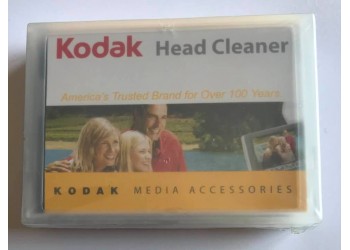 Kodak Head Cleaner
America's Trusted Brand for Over 100 Years.
KODAK MEDIA ACCESSORIES